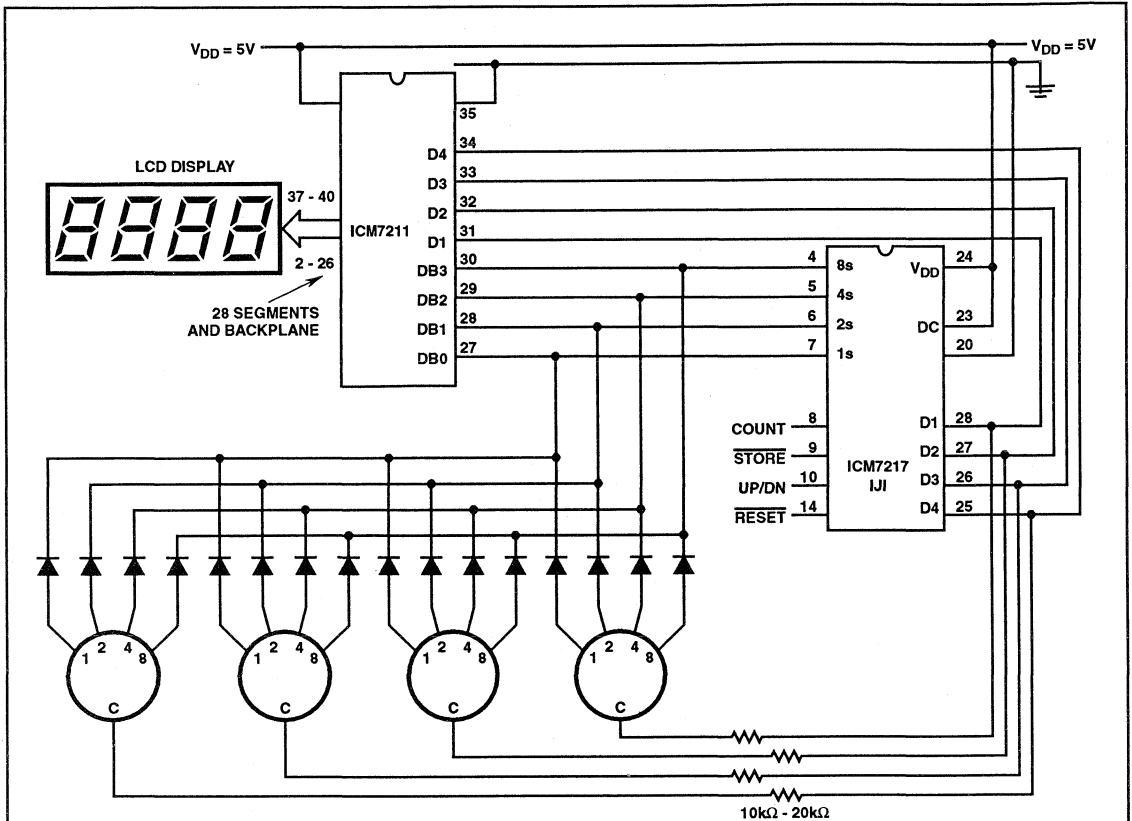 V_DD = 5V
V_DD = 5V
35
D4 34
D3 33
D2 32
D1 31
DB3 30
DB2 29
DB1 28
DB0 27
ICM7211
LCD DISPLAY
37 - 40
2 - 26
28 SEGMENTS
AND BACKPLANE
4 8s
5 4s
6 2s
7 1s
V_DD 24
DC 23
20
COUNT 8
STORE 9
UP/DN 10
RESET 14
ICM7217
IJI
D1 28
D2 27
D3 26
D4 25
1 2 4 8
C
1 2 4 8
C
1 2 4 8
C
1 2 4 8
C
10kΩ - 20kΩ